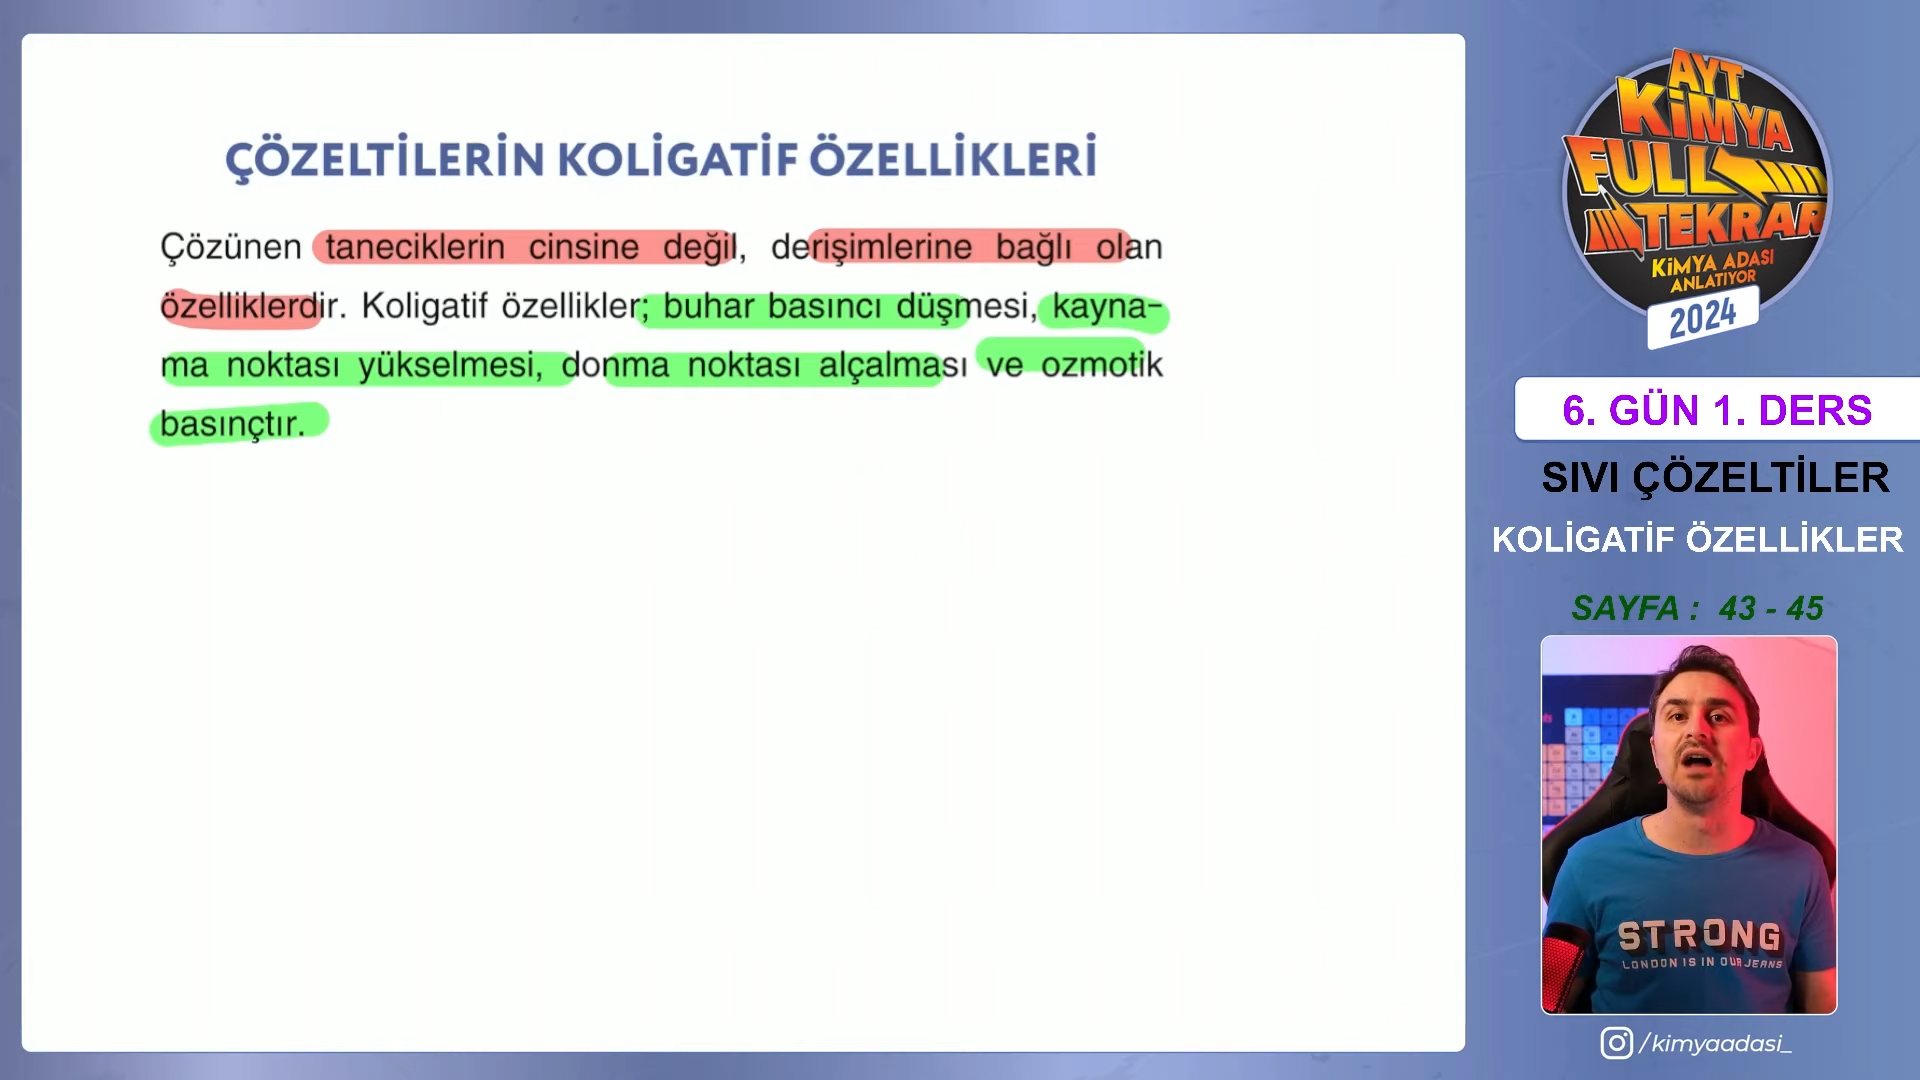 ÇÖZELTİLERİN KOLİGATİF ÖZELLİKLERİ
Çözünen taneciklerin cinsine değil, derişimlerine bağlı olan
özelliklerdir. Koligatif özellikler; buhar basıncı düşmesi, kayna-
ma noktası yükselmesi, donma noktası alçalması ve ozmotik
basınçtır.
AYT
KİMYA
FULL
TEKRAR
KİMYA ADASI
ANLATIYOR
2024
6. GÜN 1. DERS
SIVI ÇÖZELTİLER
KOLİGATİF ÖZELLİKLER
SAYFA : 43 - 45
STRONG
LONDON IS IN OUR JEANS
/kimyaadasi_